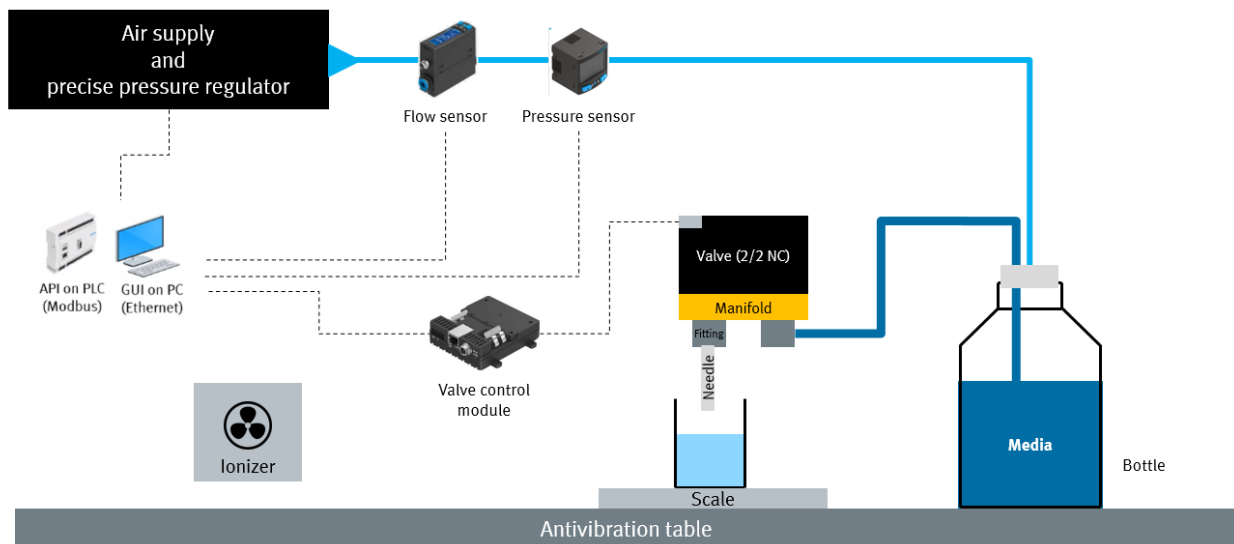 Air supply
and
precise pressure regulator
Flow sensor
Pressure sensor
API on PLC
(Modbus)
GUI on PC
(Ethernet)
Valve (2/2 NC)
Manifold
Fitting
Needle
Valve control
module
Ionizer
Media
Bottle
Scale
Antivibration table